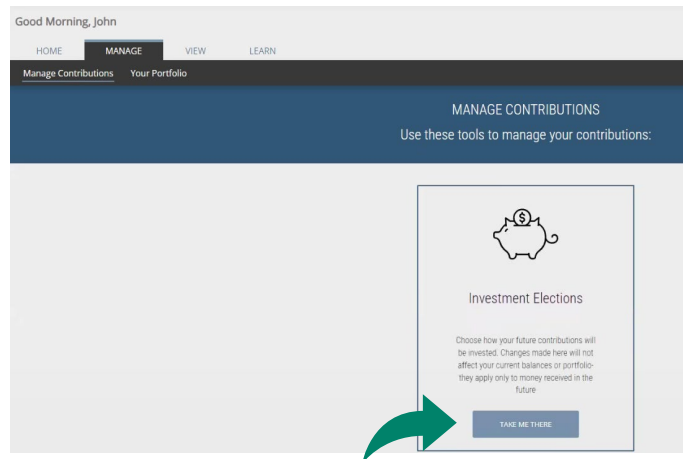 Good Morning, John
HOME MANAGE VIEW LEARN
Manage Contributions Your Portfolio
MANAGE CONTRIBUTIONS
Use these tools to manage your contributions:
$
Investment Elections
Choose how your future contributions will
be invested. Changes made here will not
affect your current balances or portfolio-
they apply only to money received in the
future
TAKE ME THERE